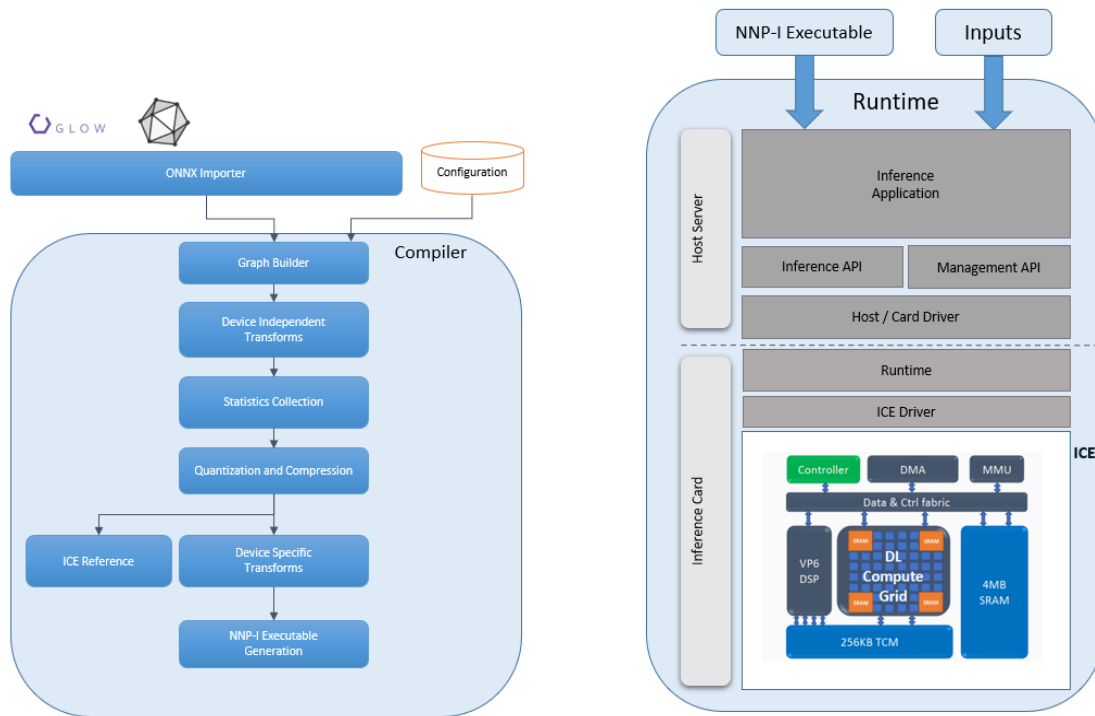 GLOW
ONNX Importer
Configuration
Compiler
Graph Builder
Device Independent
Transforms
Statistics Collection
Quantization and Compression
ICE Reference
Device Specific
Transforms
NNP-I Executable
Generation
NNP-I Executable
Inputs
Runtime
Host Server
Inference
Application
Inference API
Management API
Host / Card Driver
Inference Card
Runtime
ICE Driver
ICE
Controller
DMA
MMU
Data & Ctrl fabric
VP6
DSP
SRAM
SRAM
DL
Compute
Grid
SRAM
SRAM
4MB
SRAM
256KB TCM